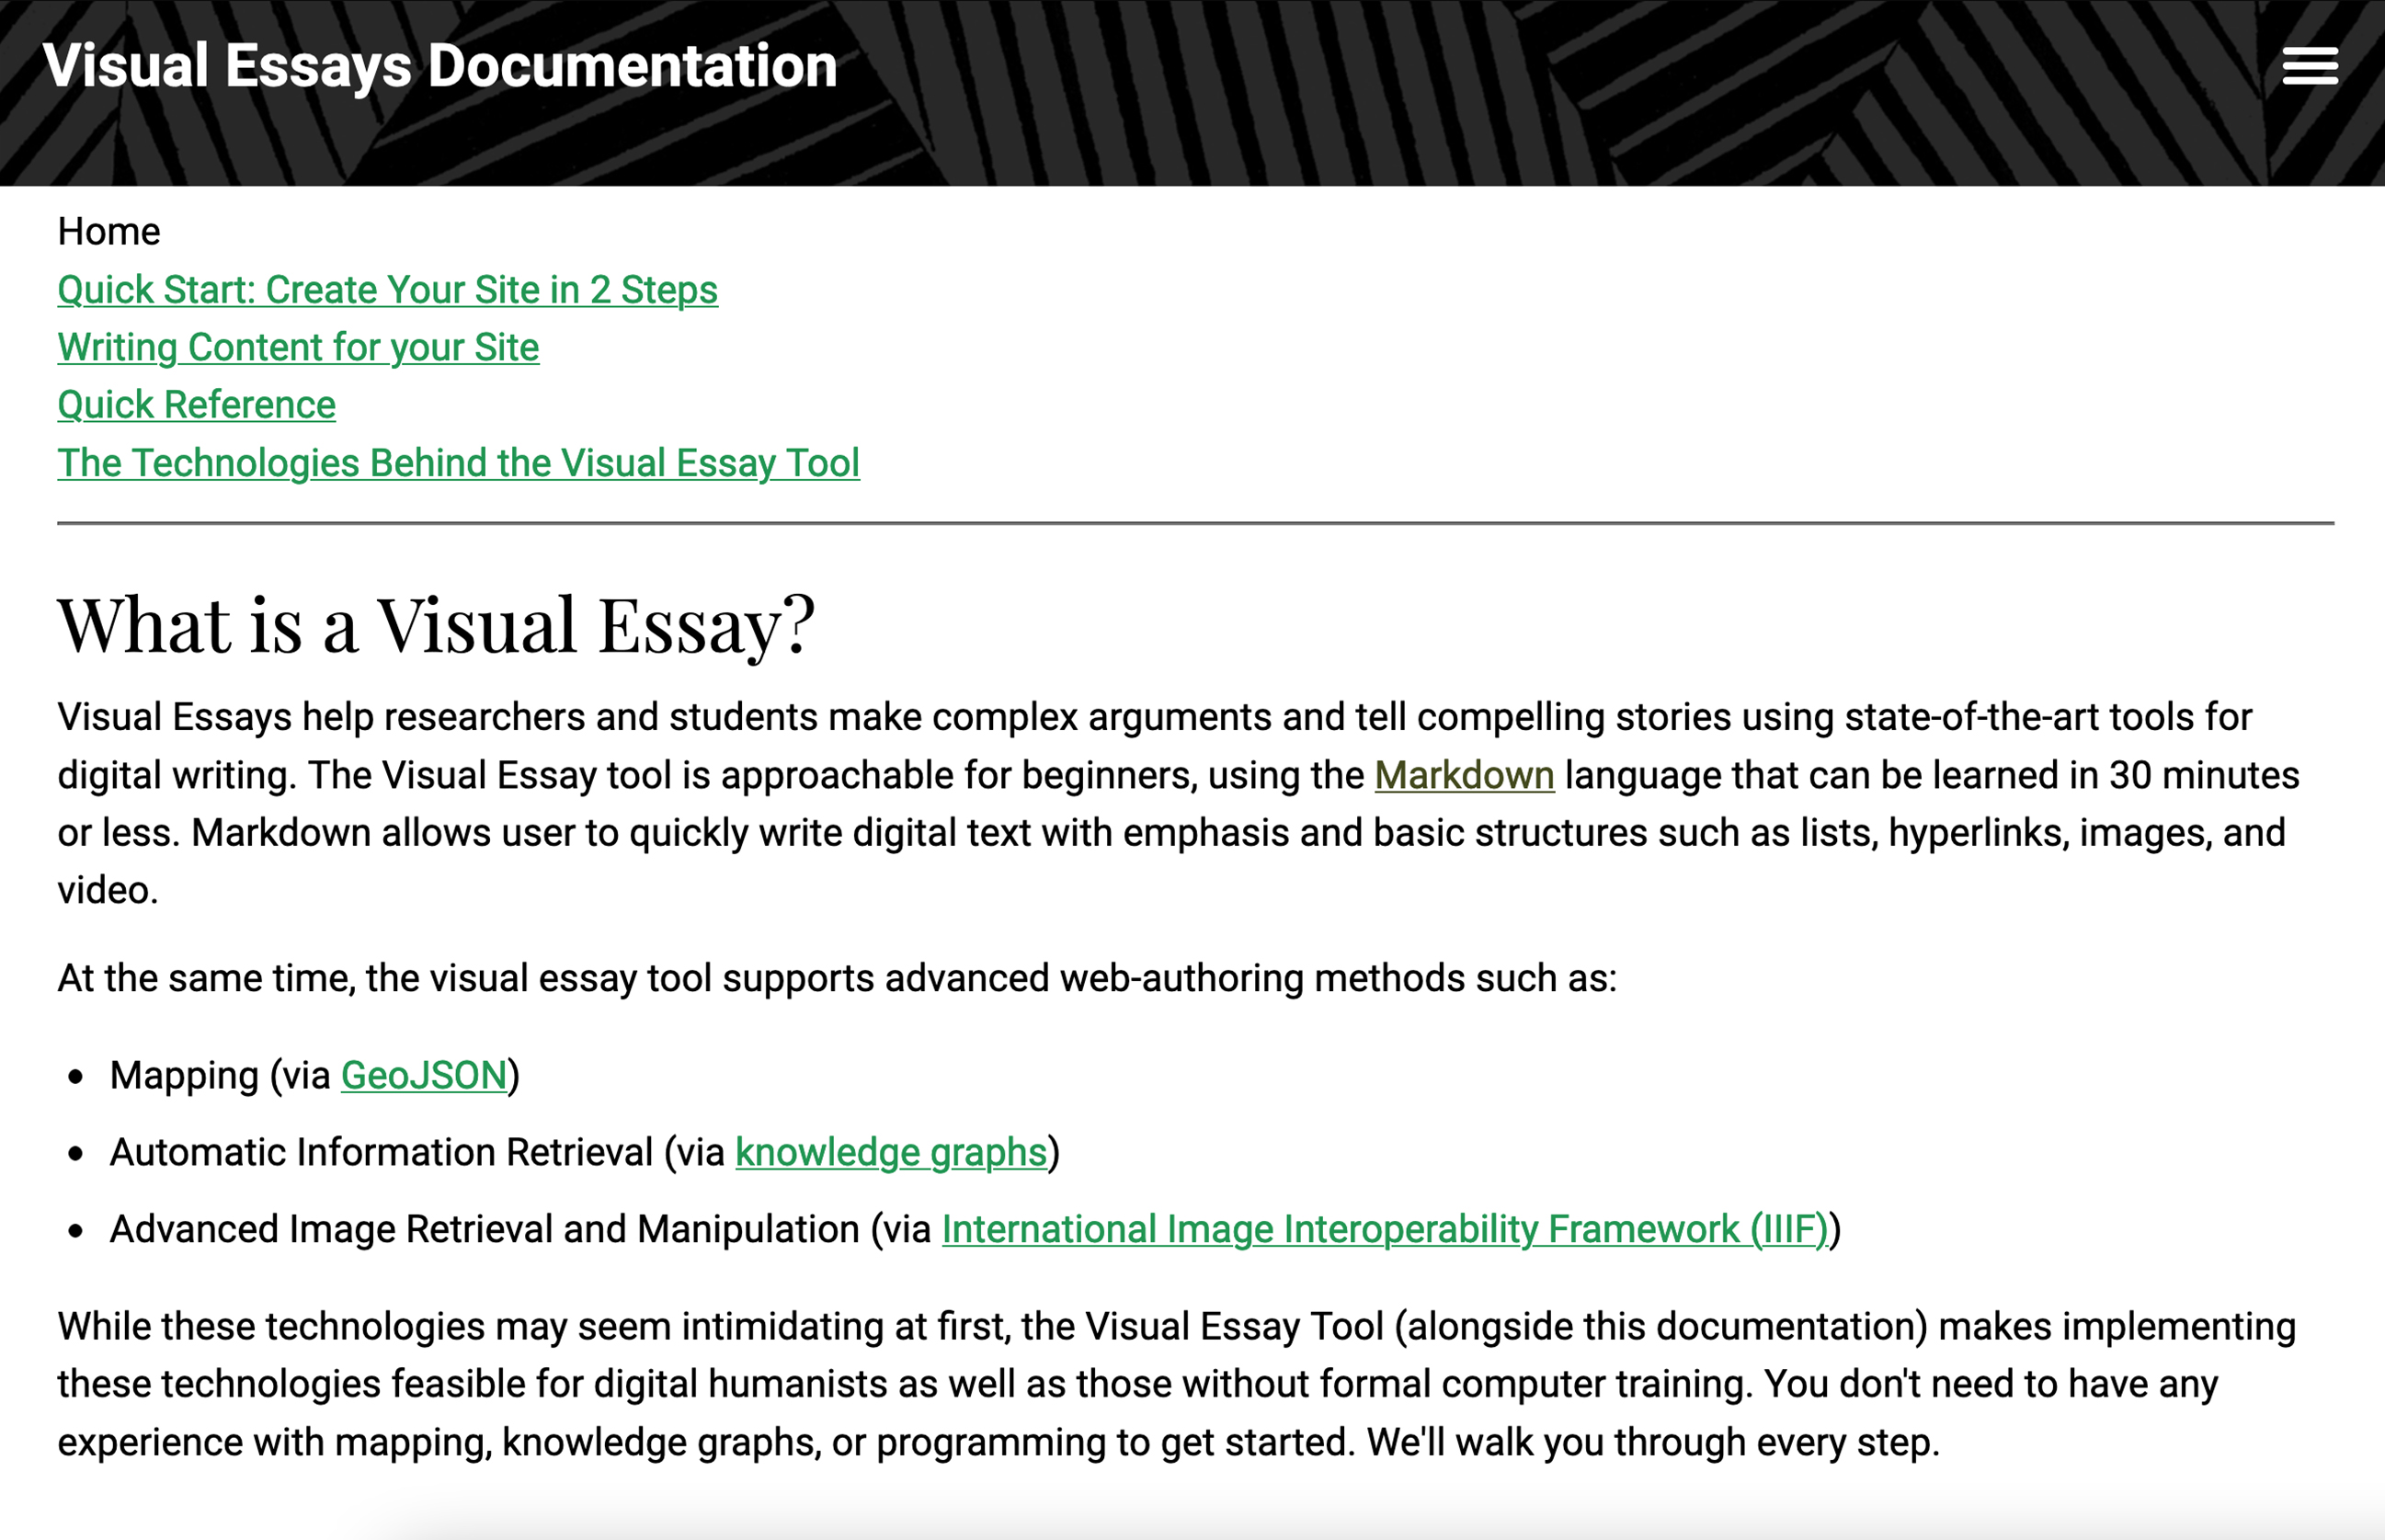 Visual Essays Documentation
Home
Quick Start: Create Your Site in 2 Steps
Writing Content for your Site
Quick Reference
The Technologies Behind the Visual Essay Tool
What is a Visual Essay?
Visual Essays help researchers and students make complex arguments and tell compelling stories using state-of-the-art tools for
digital writing. The Visual Essay tool is approachable for beginners, using the Markdown language that can be learned in 30 minutes
or less. Markdown allows user to quickly write digital text with emphasis and basic structures such as lists, hyperlinks, images, and
video.
At the same time, the visual essay tool supports advanced web-authoring methods such as:
• Mapping (via GeoJSON)
• Automatic Information Retrieval (via knowledge graphs)
• Advanced Image Retrieval and Manipulation (via International Image Interoperability Framework (IIIF))
While these technologies may seem intimidating at first, the Visual Essay Tool (alongside this documentation) makes implementing
these technologies feasible for digital humanists as well as those without formal computer training. You don't need to have any
experience with mapping, knowledge graphs, or programming to get started. We'll walk you through every step.